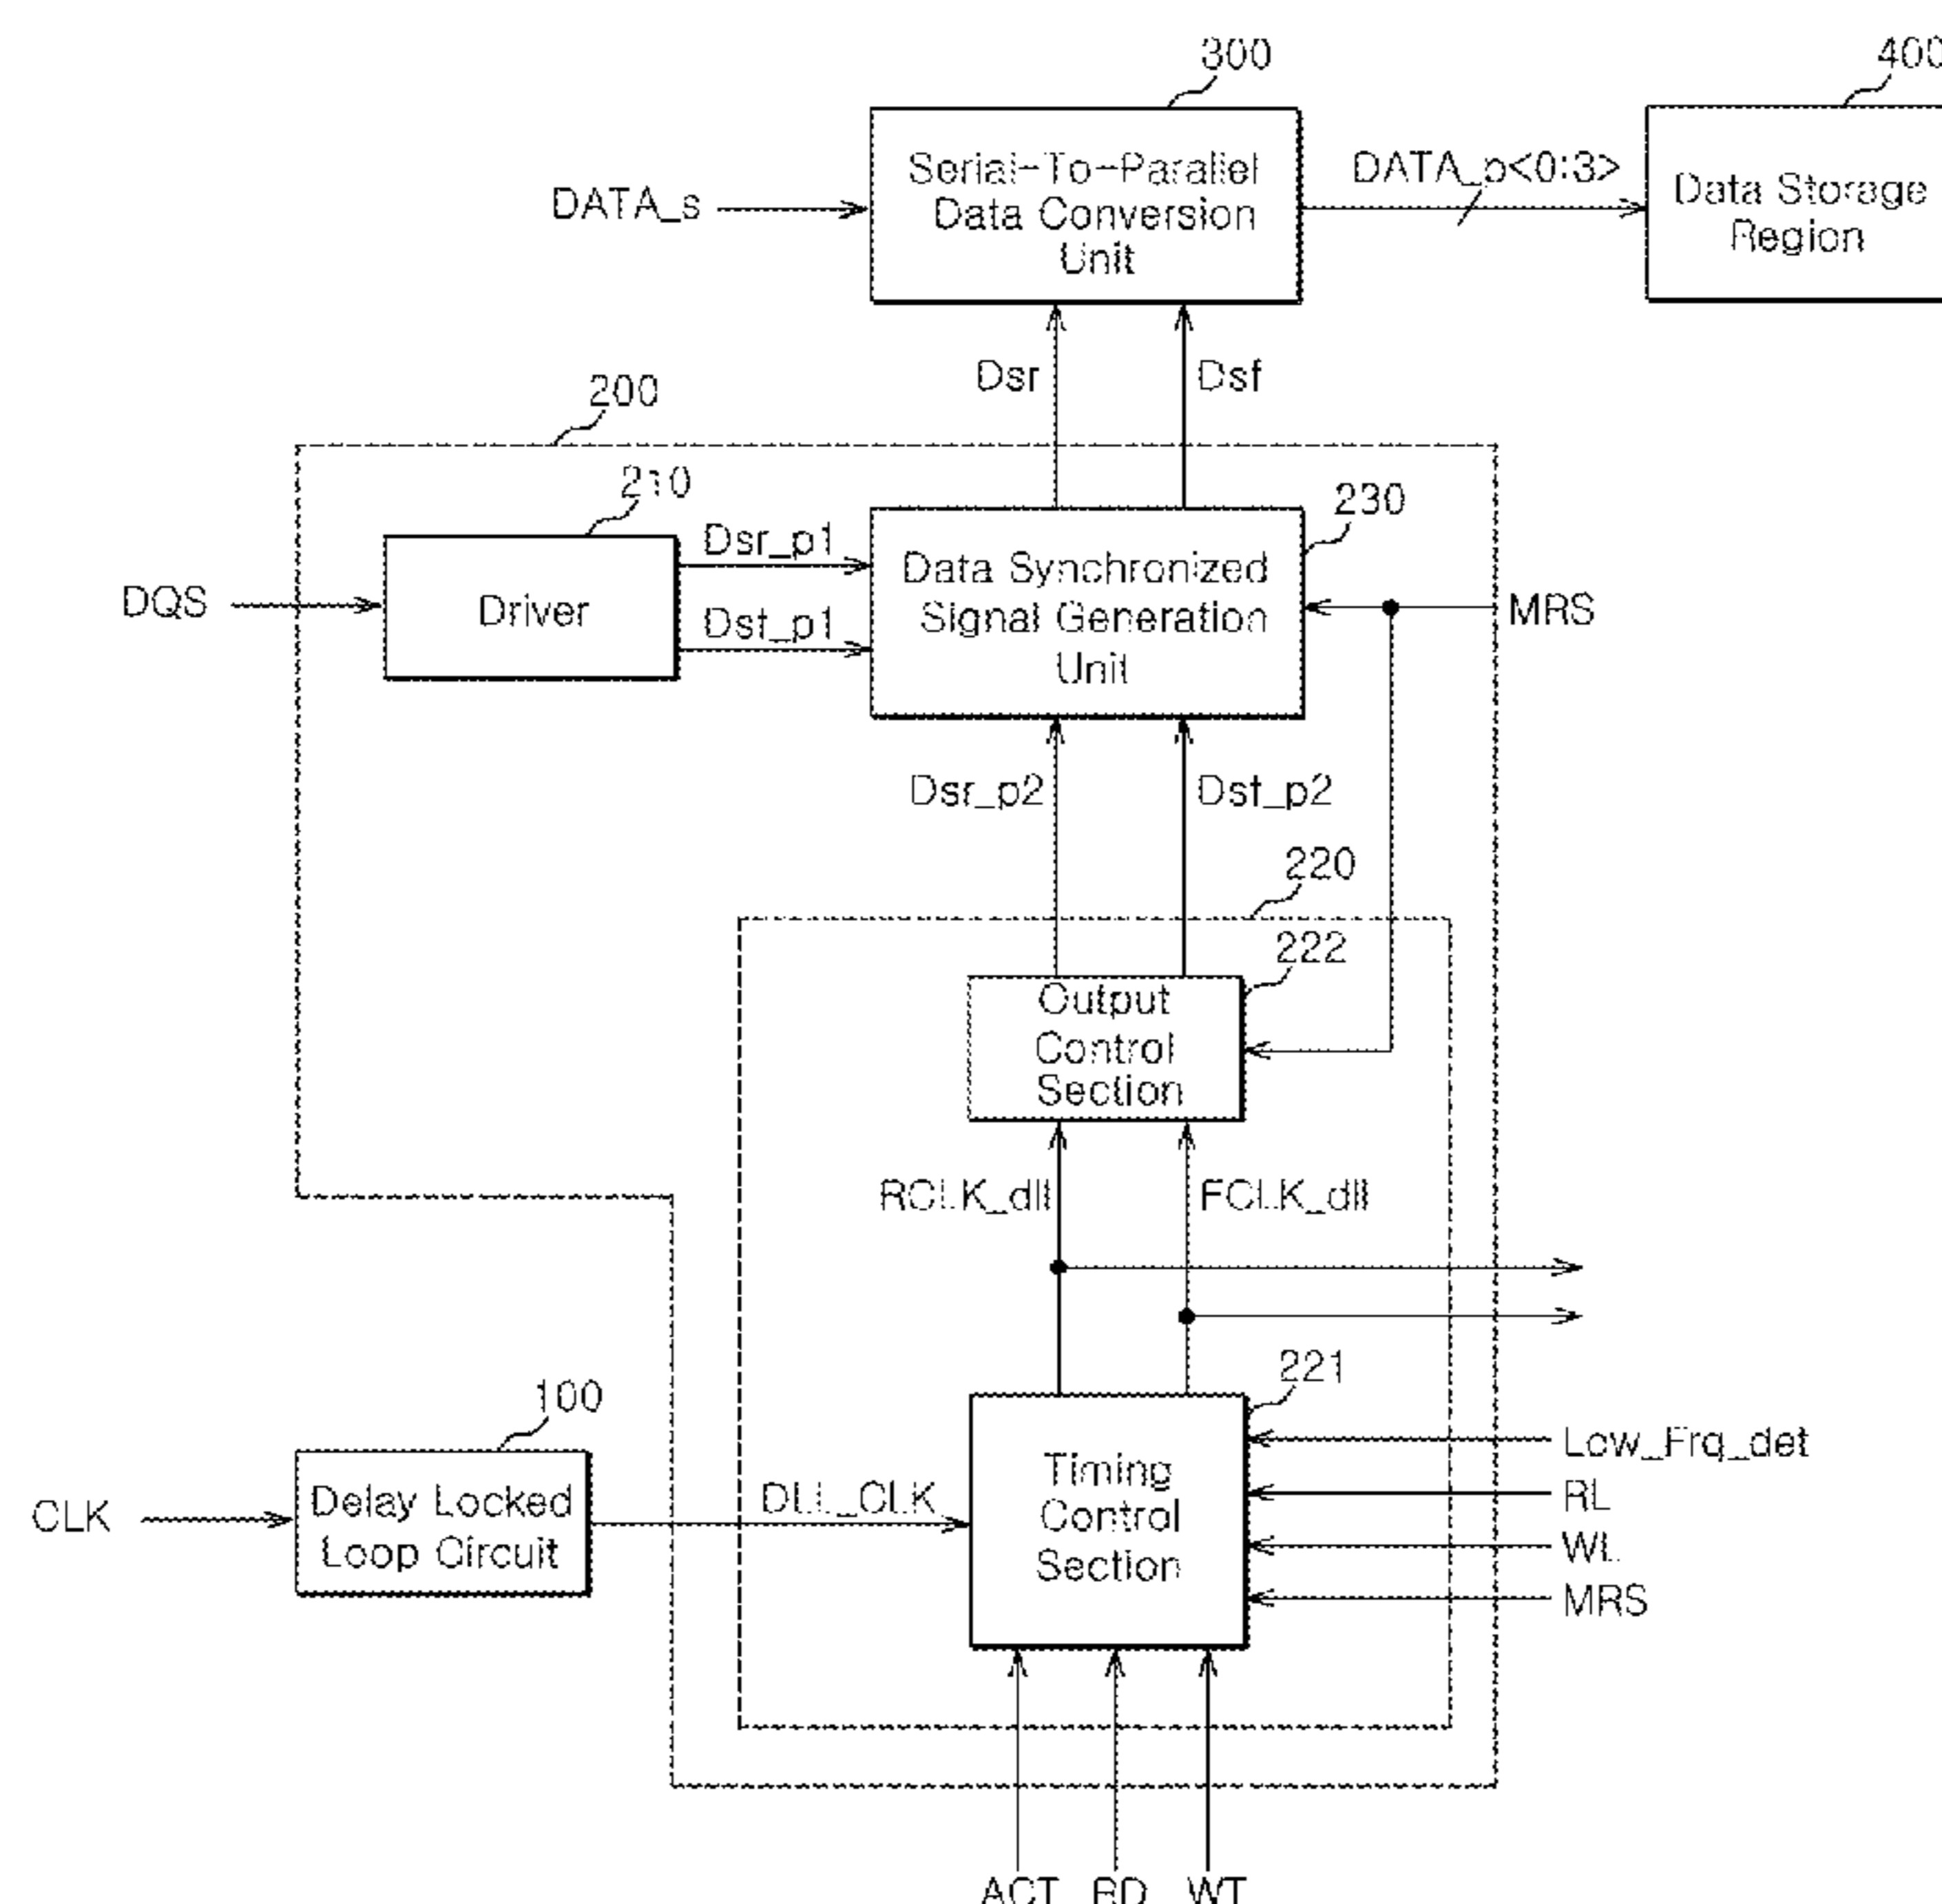 300
400
Serial-To-Parallel
Data Conversion
Unit
DATA_s
DATA_p<0:3>
Data Storage
Region
Dsr
Dsf
200
210
230
Dsr_p1
Dsf_p1
DQS
Driver
Data Synchronized
Signal Generation
Unit
MRS
Dsr_p2
Dsf_p2
220
222
Output
Control
Section
RCLK_dll
FCLK_dll
221
100
CLK
Delay Locked
Loop Circuit
DLL_CLK
Timing
Control
Section
Low_Frq_det
RL
WL
MRS
ACT
RD
WT